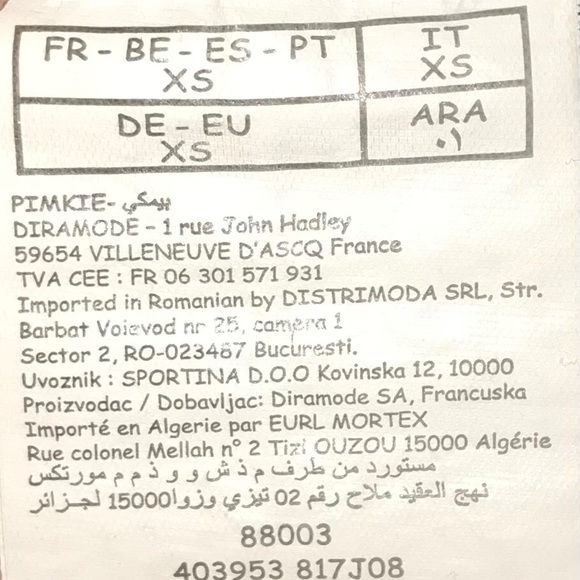 FR - BE - ES - PT
XS
IT
XS
DE - EU
XS
ARA
٠١
PIMKIE- بيمكي
DIRAMODE - 1 rue John Hadley
59654 VILLENEUVE D'ASCQ France
TVA CEE : FR 06 301 571 931
Imported in Romanian by DISTRIMODA SRL, Str.
Barbat Voievod nr 25, camera 1
Sector 2, RO-023467 Bucuresti.
Uvoznik : SPORTINA D.O.O Kovinska 12, 10000
Proizvodac / Dobavljac: Diramode SA, Francuska
Importé en Algerie par EURL MORTEX
Rue colonel Mellah n° 2 Tizi OUZOU 15000 Algérie
مستورد من طرف م ذ ش و و ذ م م مورتكس
نهج العقيد ملاح رقم 02 تيزي وزو 15000 لجزائر
88003
403953 817J08